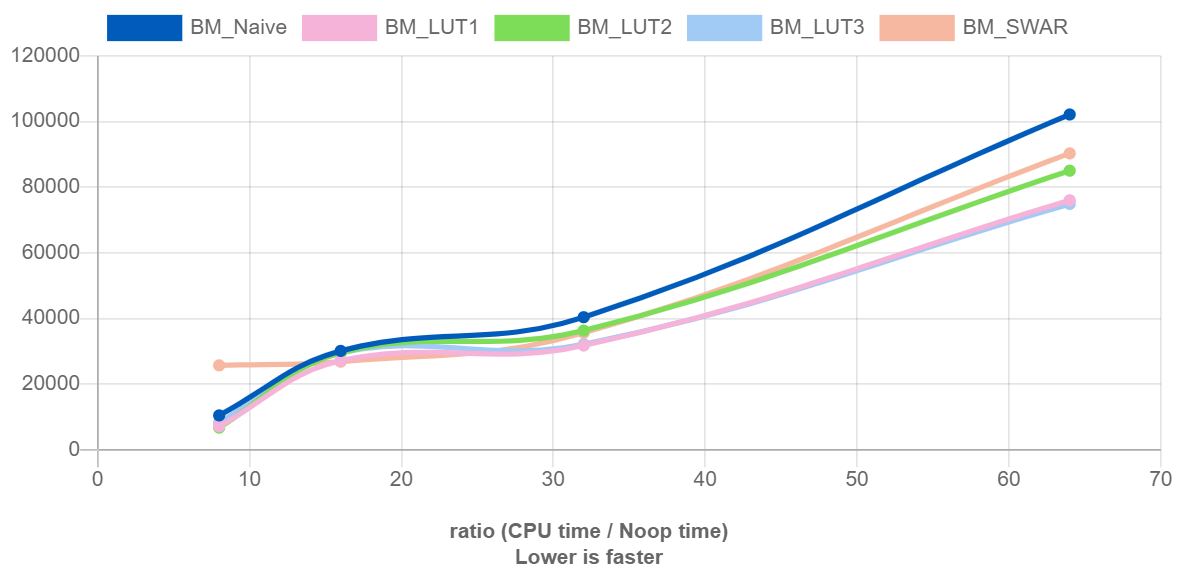 BM_Naive BM_LUT1 BM_LUT2 BM_LUT3 BM_SWAR
120000
100000
80000
60000
40000
20000
0
0 10 20 30 40 50 60 70
ratio (CPU time / Noop time)
Lower is faster